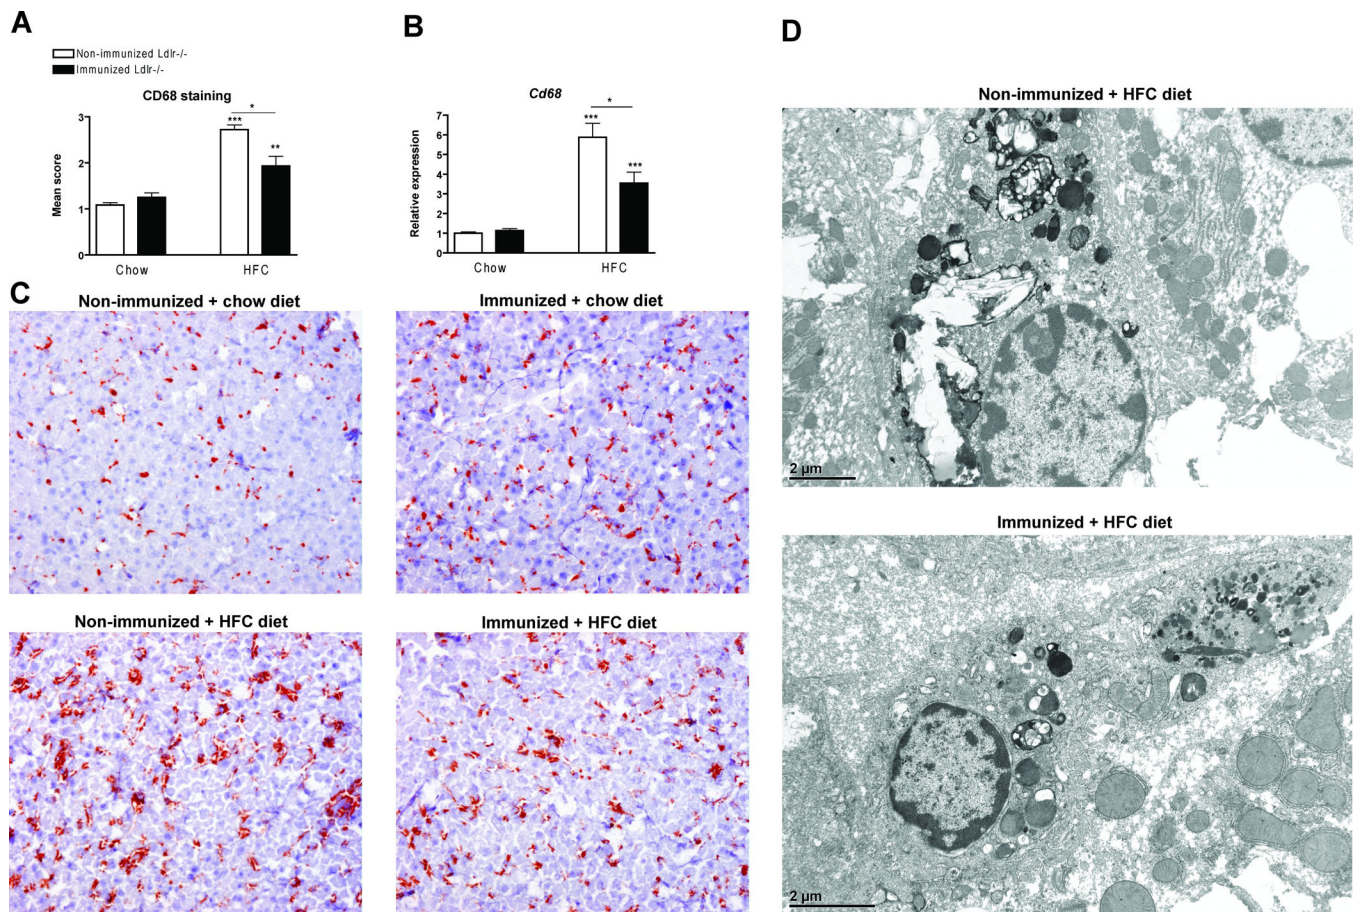 A
Non-immunized Ldlr-/-
Immunized Ldlr-/-
CD68 staining
Mean score
3
2
1
0
***
*
**
Chow
HFC
B
Cd68
Relative expression
7
6
5
4
3
2
1
0
***
*
***
Chow
HFC
C
Non-immunized + chow diet
Immunized + chow diet
Non-immunized + HFC diet
Immunized + HFC diet
D
Non-immunized + HFC diet
2 µm
Immunized + HFC diet
2 µm